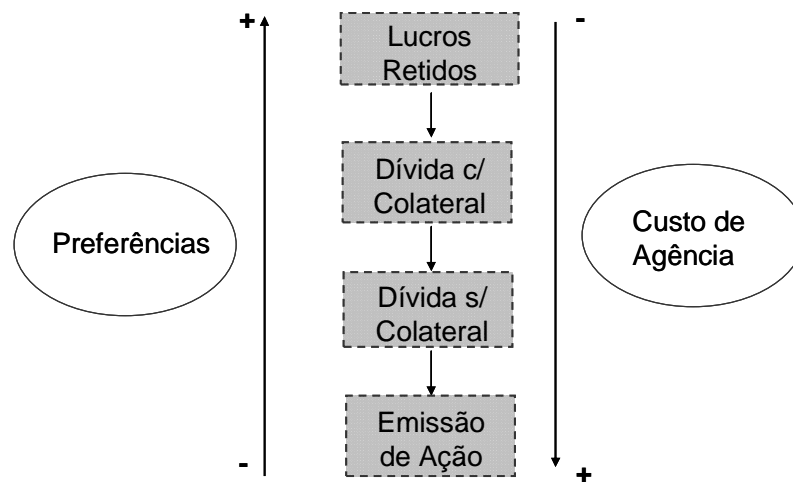 +
-
Lucros
Retidos
Dívida c/
Colateral
Preferências
Custo de
Agência
Dívida s/
Colateral
Emissão
de Ação
-
+